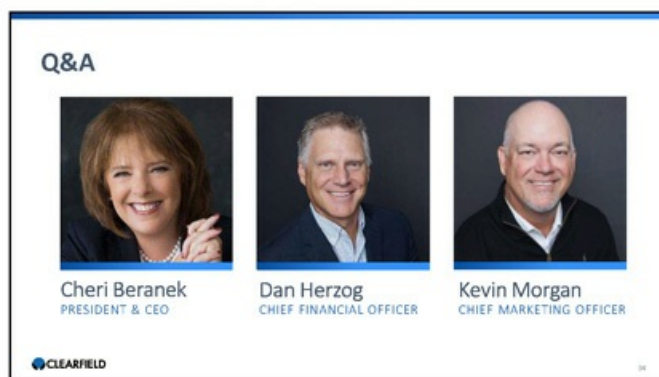 Q&A
Cheri Beranek
PRESIDENT & CEO
Dan Herzog
CHIEF FINANCIAL OFFICER
Kevin Morgan
CHIEF MARKETING OFFICER
CLEARFIELD